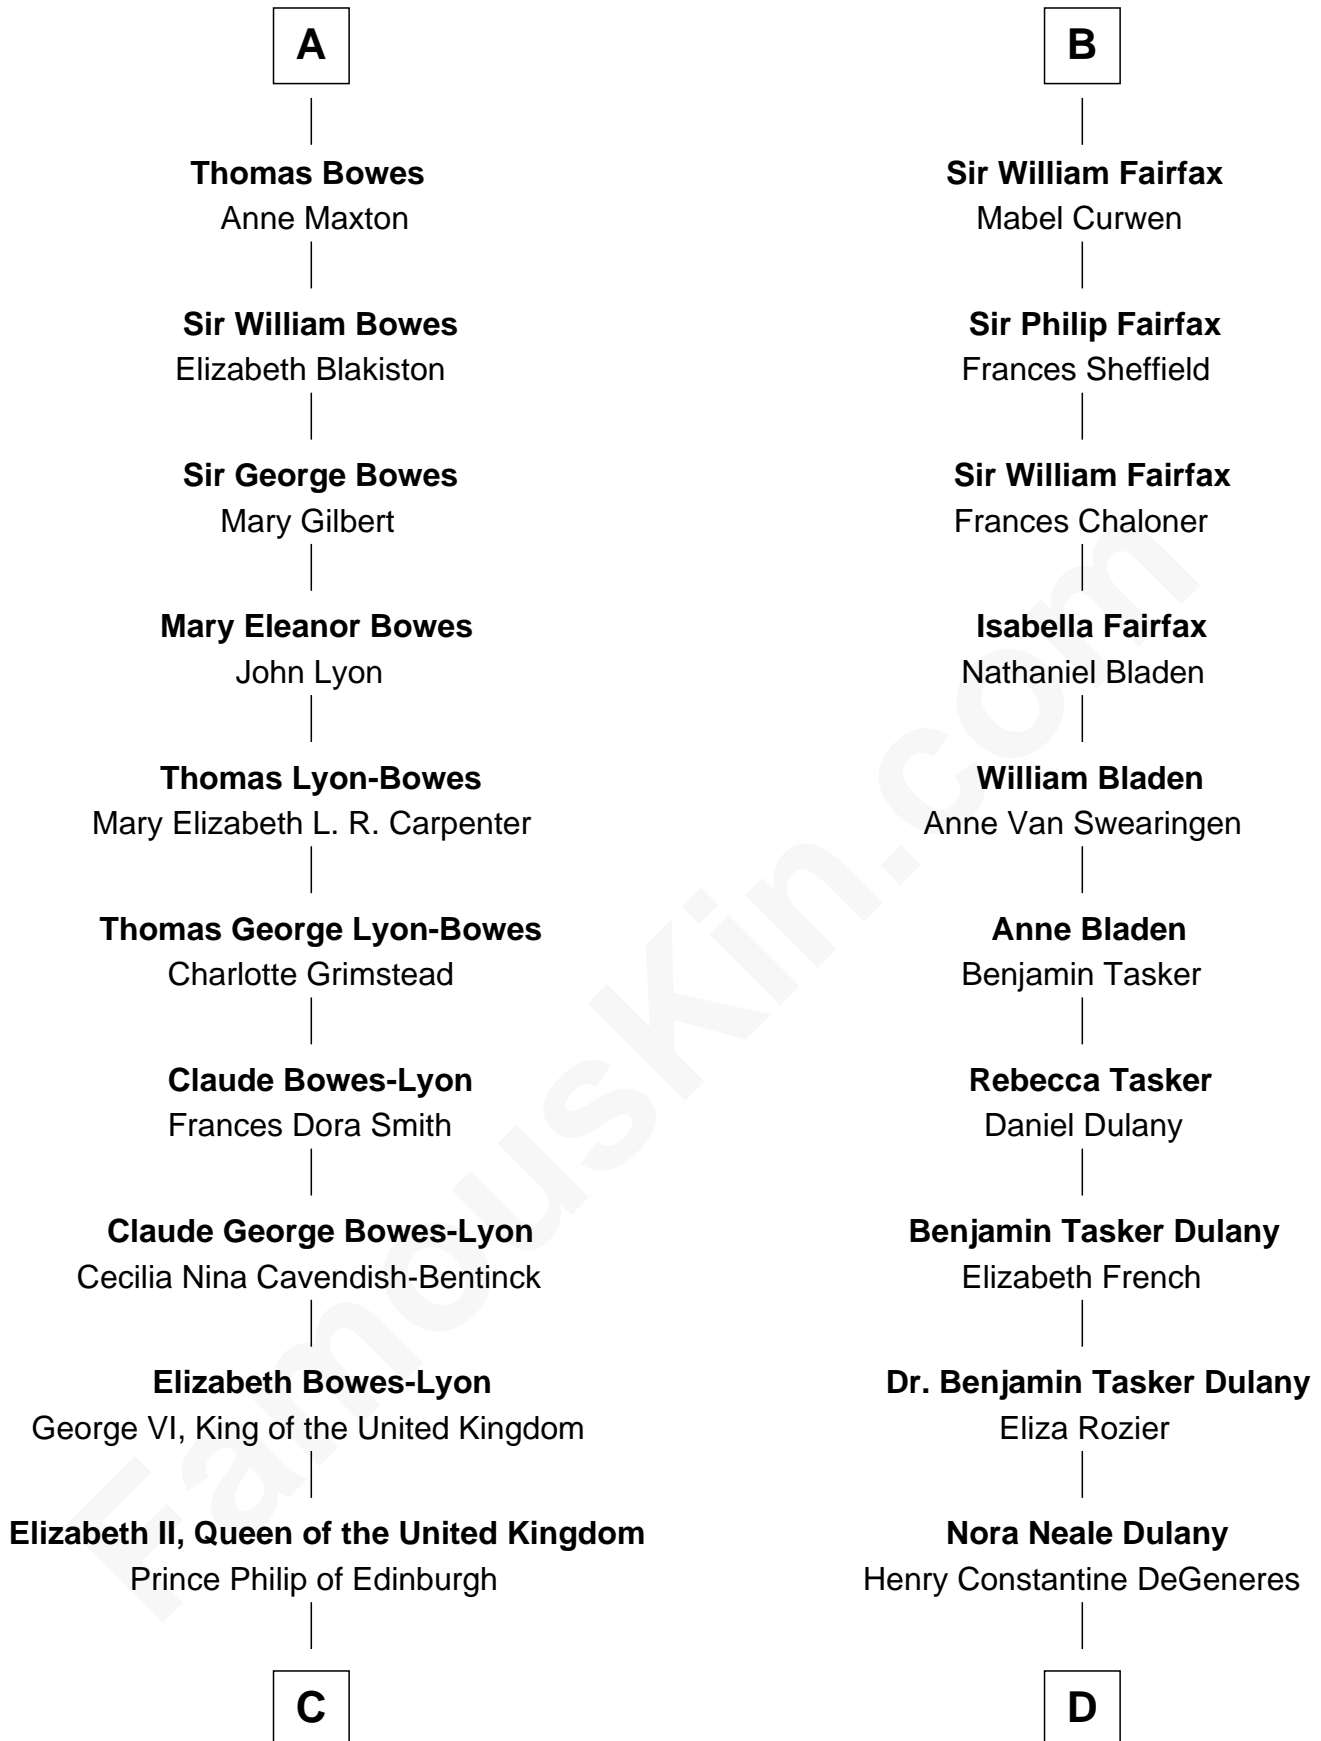 A
Thomas Bowes
Anne Maxton
Sir William Bowes
Elizabeth Blakiston
Sir George Bowes
Mary Gilbert
Mary Eleanor Bowes
John Lyon
Thomas Lyon-Bowes
Mary Elizabeth L. R. Carpenter
Thomas George Lyon-Bowes
Charlotte Grimstead
Claude Bowes-Lyon
Frances Dora Smith
Claude George Bowes-Lyon
Cecilia Nina Cavendish-Bentinck
Elizabeth Bowes-Lyon
George VI, King of the United Kingdom
Elizabeth II, Queen of the United Kingdom
Prince Philip of Edinburgh
C
B
Sir William Fairfax
Mabel Curwen
Sir Philip Fairfax
Frances Sheffield
Sir William Fairfax
Frances Chaloner
Isabella Fairfax
Nathaniel Bladen
William Bladen
Anne Van Swearingen
Anne Bladen
Benjamin Tasker
Rebecca Tasker
Daniel Dulany
Benjamin Tasker Dulany
Elizabeth French
Dr. Benjamin Tasker Dulany
Eliza Rozier
Nora Neale Dulany
Henry Constantine DeGeneres
D
FamousKin.com